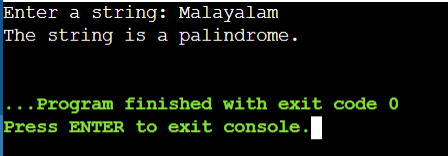 Enter a string: Malayalam
The string is a palindrome.
...Program finished with exit code 0
Press ENTER to exit console.